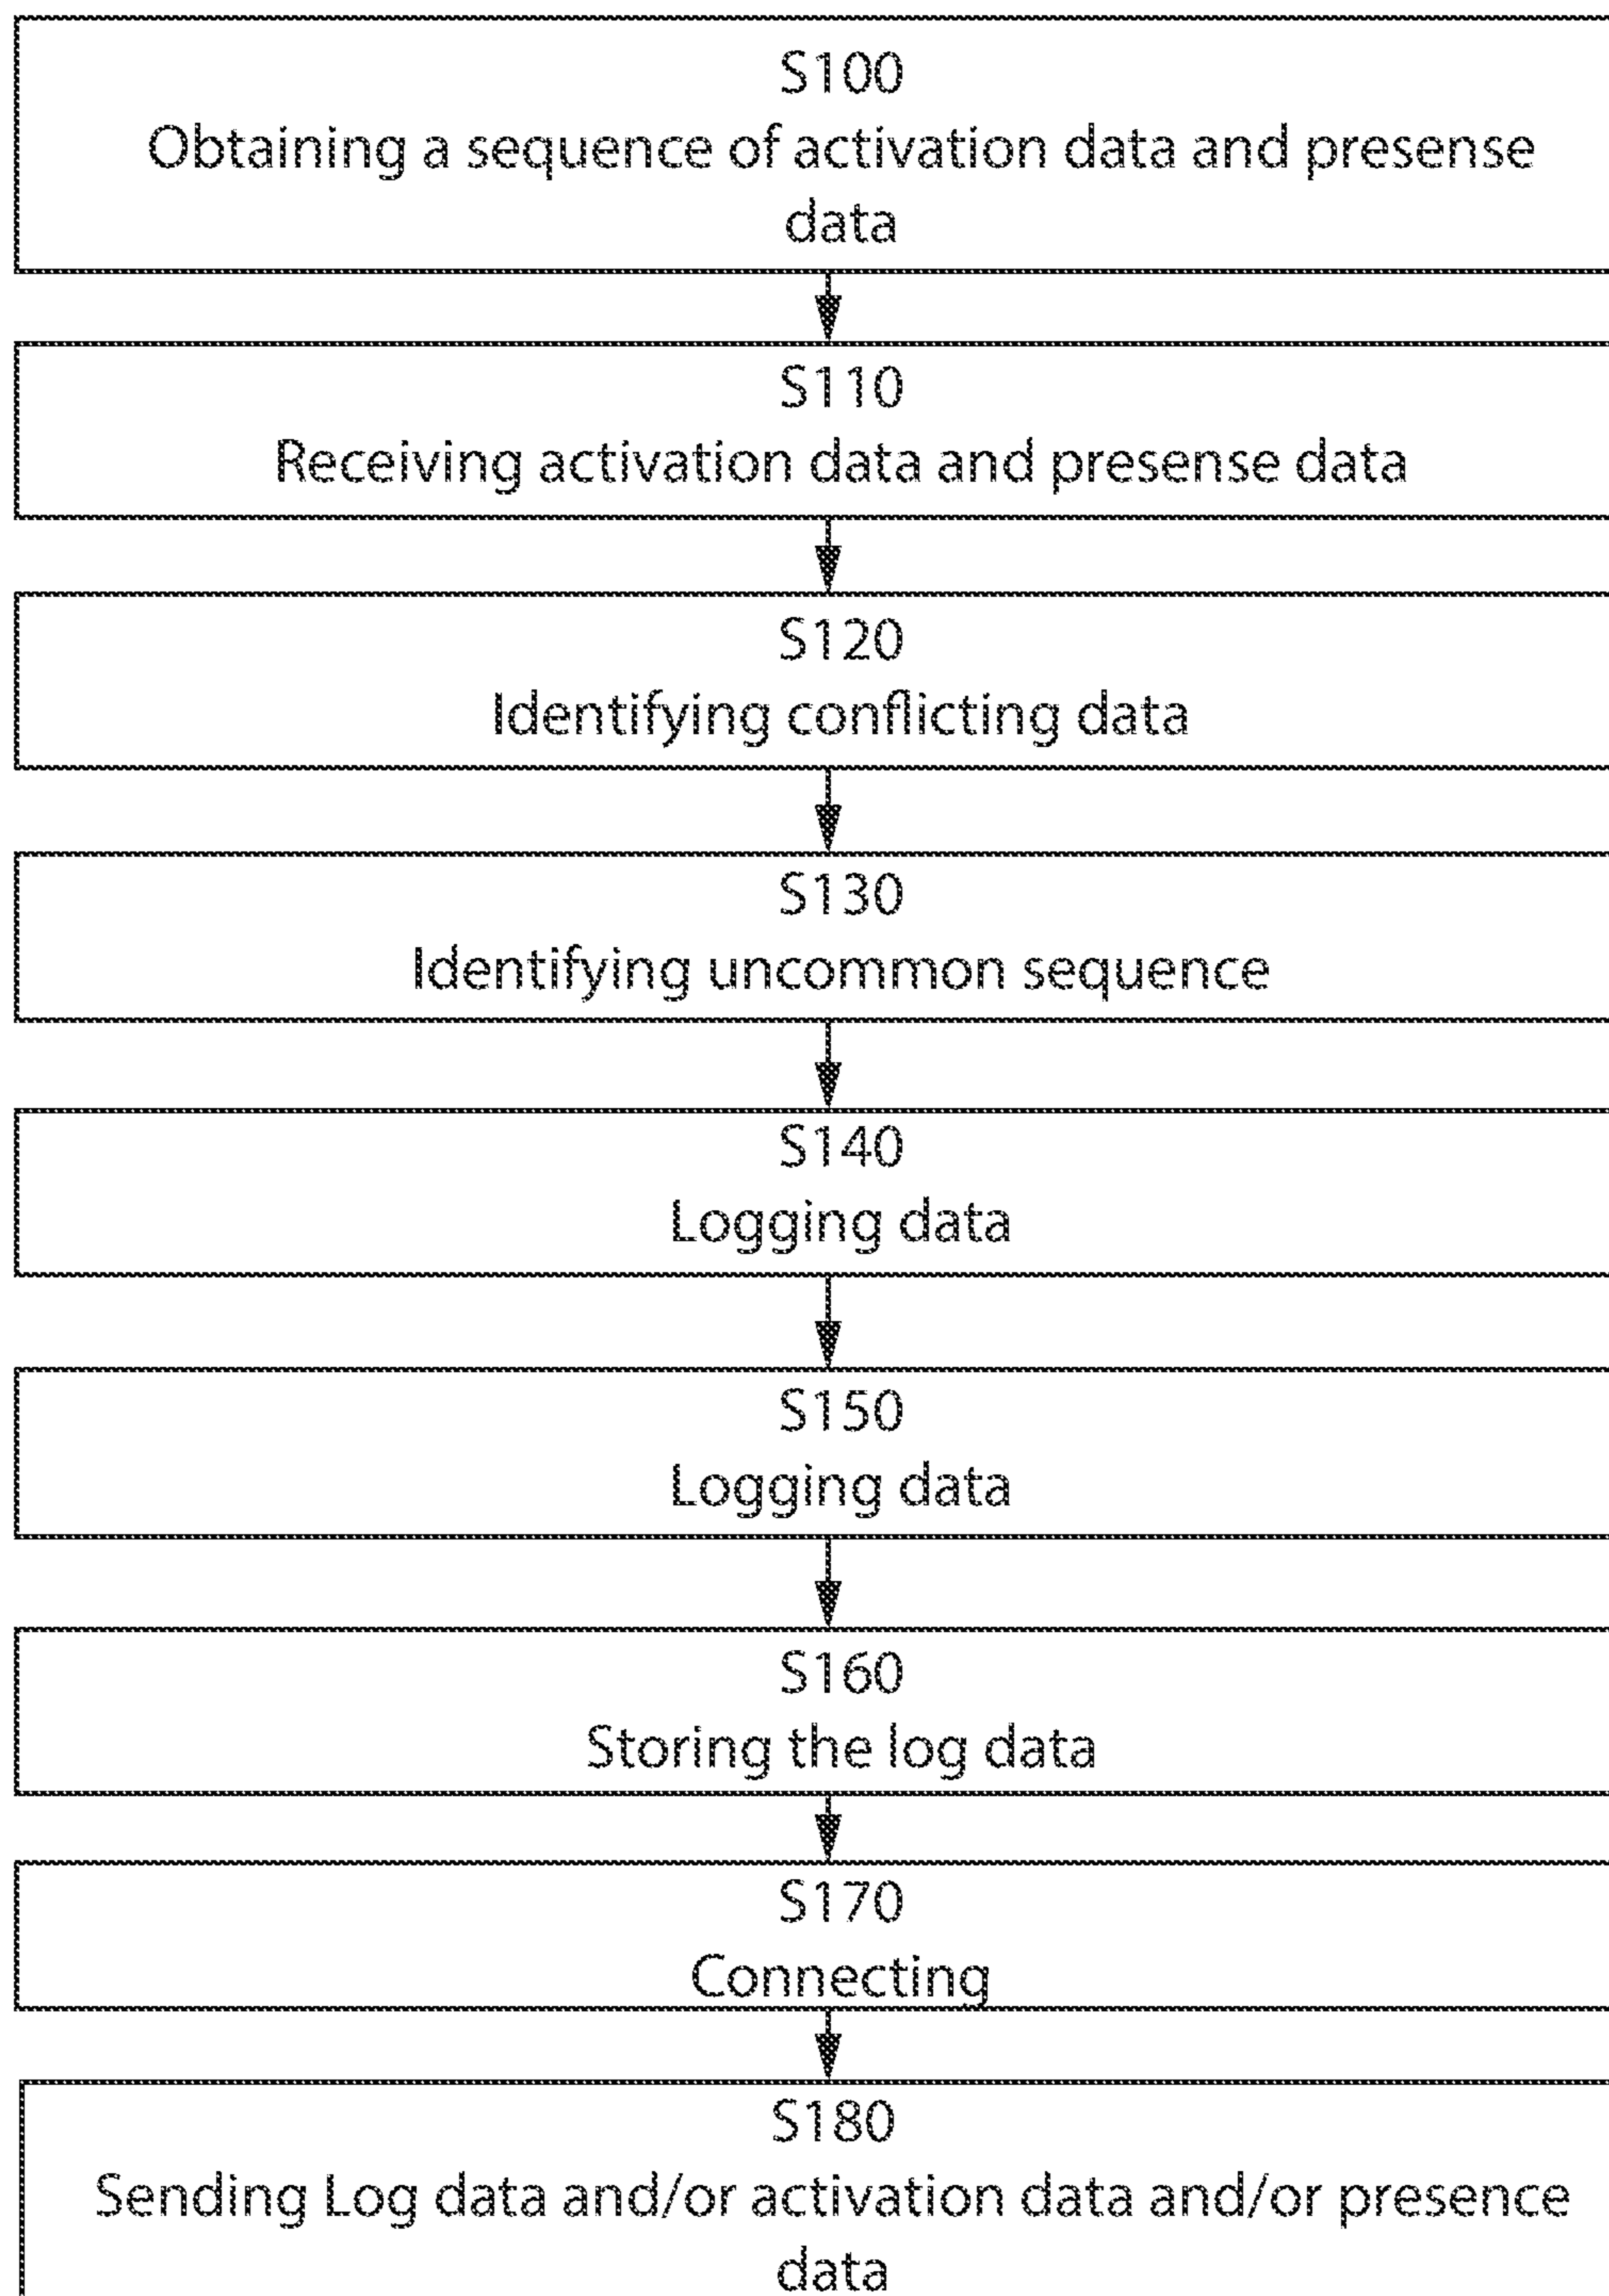 S100
Obtaining a sequence of activation data and presense
data
S110
Receiving activation data and presense data
S120
Identifying conflicting data
S130
Identifying uncommon sequence
S140
Logging data
S150
Logging data
S160
Storing the log data
S170
Connecting
S180
Sending Log data and/or activation data and/or presence
data